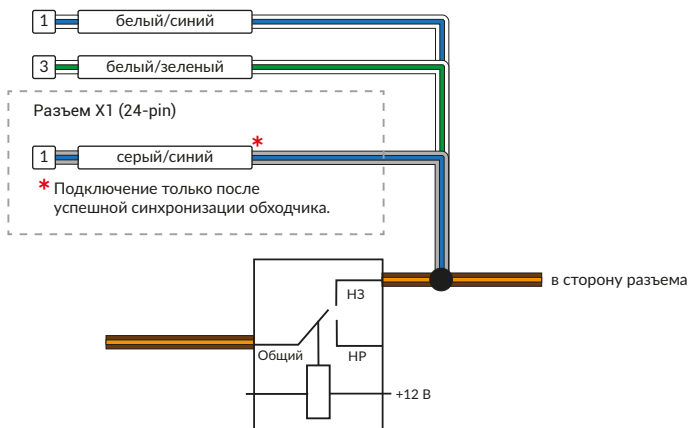 1 белый/синий
3 белый/зеленый
Разъем X1 (24-pin)
1 серый/синий *
* Подключение только после
успешной синхронизации обходчика.
в сторону разъема
НЗ
Общий НР
+12 В